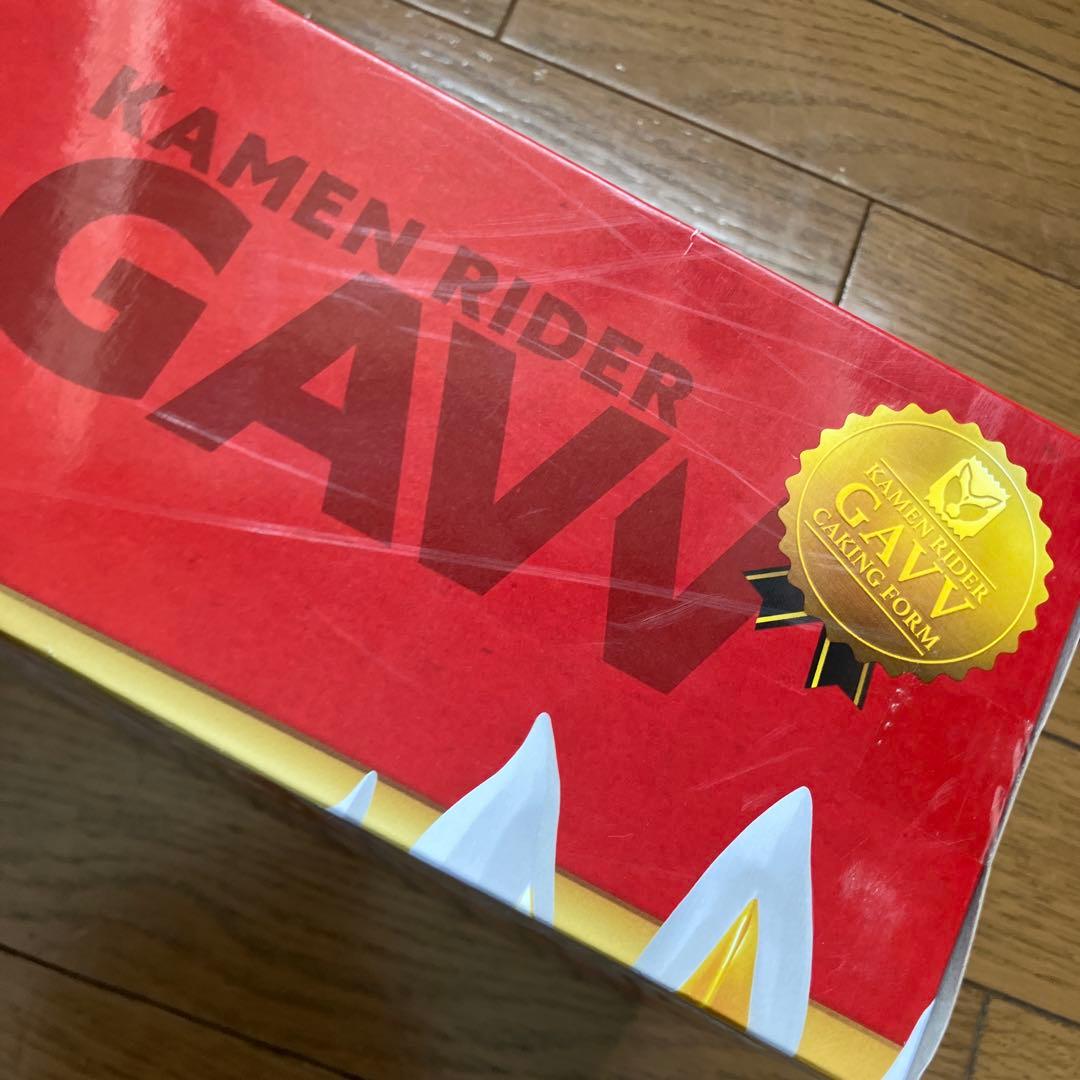 KAMEN RIDER
GAVV
KAMEN RIDER
GAVV
CAKING FORM